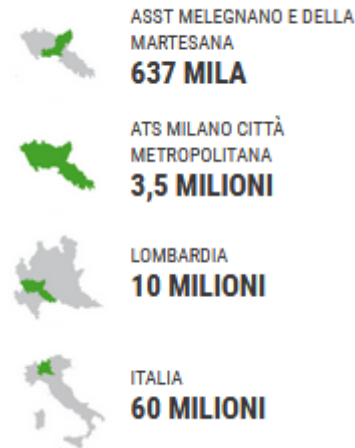 ASST MELEGNANO E DELLA
MARTESANA
637 MILA
ATS MILANO CITTÀ
METROPOLITANA
3,5 MILIONI
LOMBARDIA
10 MILIONI
ITALIA
60 MILIONI